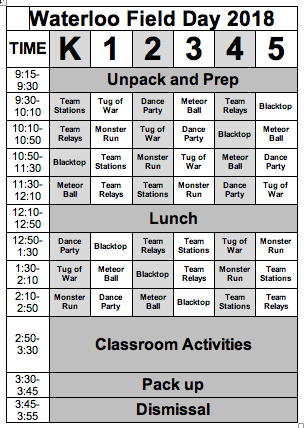 Waterloo Field Day 2018
TIME K 1 2 3 4 5
9:15-
9:30 Unpack and Prep
9:30-
10:10 Team Stations Tug of War Dance Party Meteor Ball Team Relays Blacktop
10:10-
10:50 Team Relays Monster Run Tug of War Dance Party Blacktop Meteor Ball
10:50-
11:30 Blacktop Team Stations Monster Run Tug of War Meteor Ball Dance Party
11:30-
12:10 Meteor Ball Team Relays Team Stations Monster Run Dance Party Tug of War
12:10-
12:50 Lunch
12:50-
1:30 Dance Party Blacktop Team Relays Team Stations Tug of War Monster Run
1:30-
2:10 Tug of War Meteor Ball Blacktop Team Relays Monster Run Team Stations
2:10-
2:50 Monster Run Dance Party Meteor Ball Blacktop Team Stations Team Relays
2:50-
3:30 Classroom Activities
3:30-
3:45 Pack up
3:45-
3:55 Dismissal